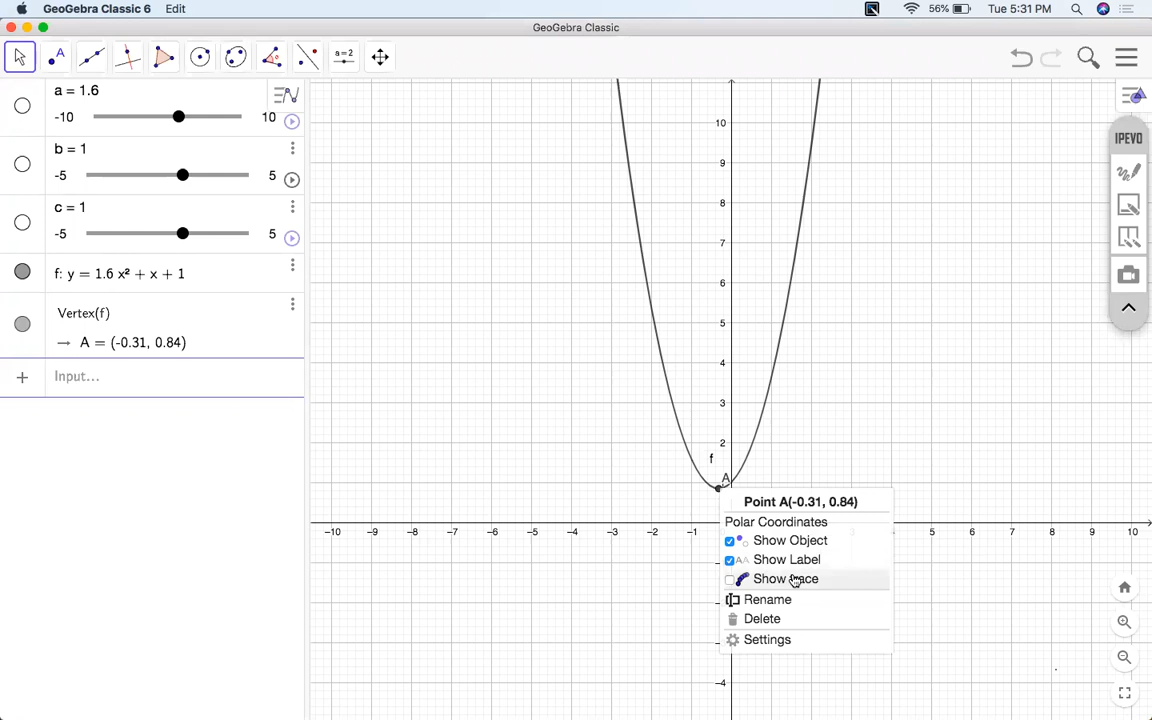 GeoGebra Classic 6 Edit 56% Tue 5:31 PM
GeoGebra Classic
a=2
a = 1.6
-10 10
b = 1
-5 5
c = 1
-5 5
f: y = 1.6 x² + x + 1
Vertex(f)
→ A = (-0.31, 0.84)
+ Input...
10
9
8
7
6
5
4
3
2
f
A
-10 -9 -8 -7 -6 -5 -4 -3 -2 -1 5 6 7 8 9 10
-4
Point A(-0.31, 0.84)
Polar Coordinates
Show Object
AA Show Label
Show
Rename
Delete
Settings
IPEVO